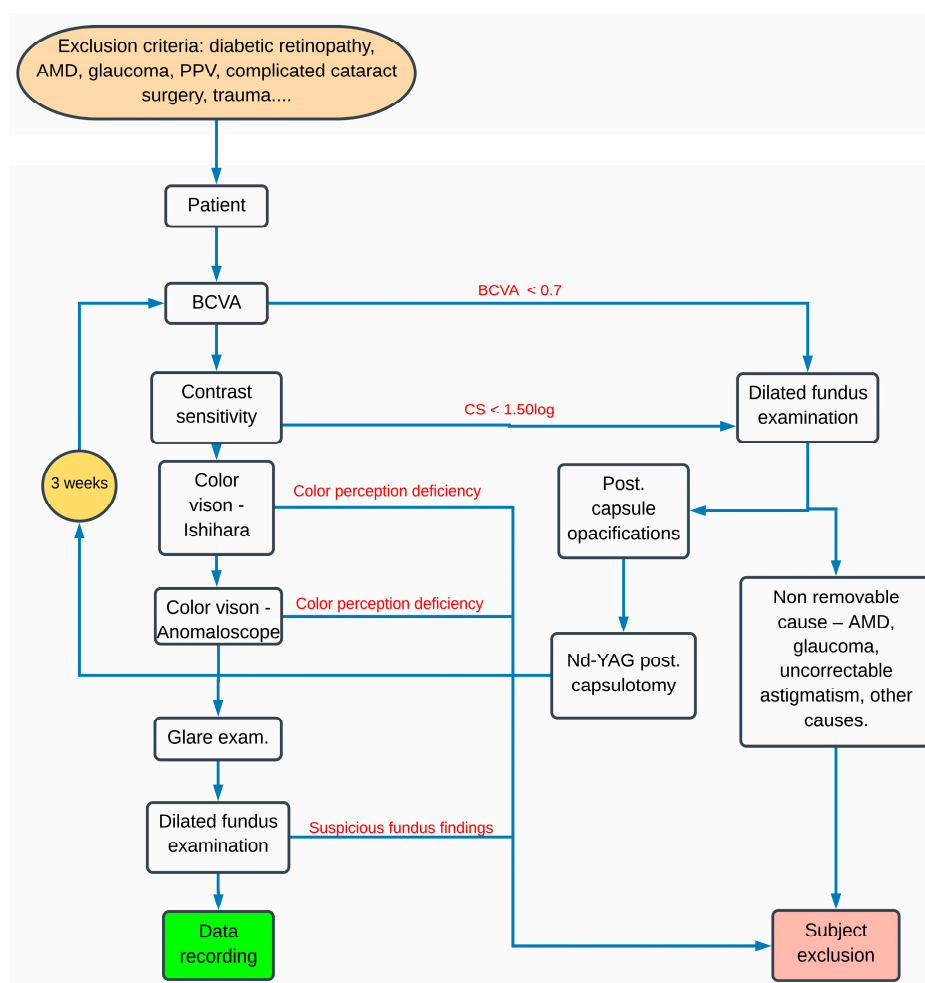 Exclusion criteria: diabetic retinopathy,
AMD, glaucoma, PPV, complicated cataract
surgery, trauma....
Patient
BCVA
BCVA < 0.7
Contrast
sensitivity
CS < 1.50log
Dilated fundus
examination
3 weeks
Color
vison -
Ishihara
Color perception deficiency
Post.
capsule
opacifications
Color vison -
Anomaloscope
Color perception deficiency
Nd-YAG post.
capsulotomy
Non removable
cause – AMD,
glaucoma,
uncorrectable
astigmatism, other
causes.
Glare exam.
Dilated fundus
examination
Suspicious fundus findings
Data
recording
Subject
exclusion